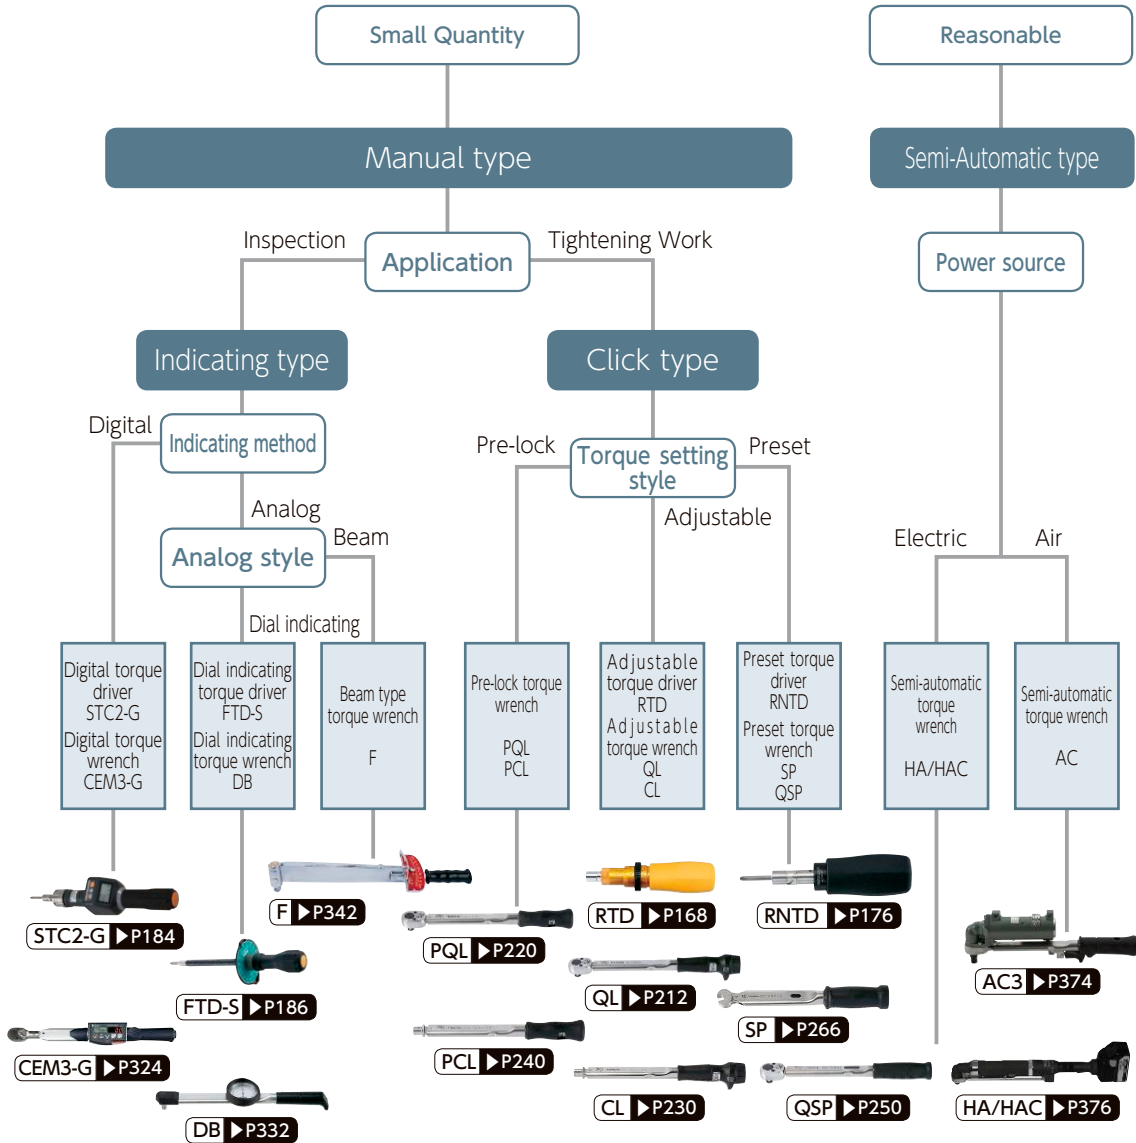 Small Quantity
Reasonable
Manual type
Semi-Automatic type
Inspection
Application
Tightening Work
Power source
Indicating type
Click type
Digital
Indicating method
Pre-lock
Torque setting
style
Preset
Analog
Adjustable
Analog style
Beam
Electric
Air
Dial indicating
Digital torque
driver
STC2-G
Digital torque
wrench
CEM3-G
Dial indicating
torque driver
FTD-S
Dial indicating
torque wrench
DB
Beam type
torque wrench
F
Pre-lock torque
wrench
PQL
PCL
Adjustable
torque driver
RTD
Adjustable
torque wrench
QL
CL
Preset torque
driver
RNTD
Preset torque
wrench
SP
QSP
Semi-automatic
torque
wrench
HA/HAC
Semi-automatic
torque wrench
AC
F ▶P342
RTD ▶P168
RNTD ▶P176
STC2-G ▶P184
PQL ▶P220
AC3 ▶P374
FTD-S ▶P186
QL ▶P212
SP ▶P266
CEM3-G ▶P324
PCL ▶P240
CL ▶P230
QSP ▶P250
HA/HAC ▶P376
DB ▶P332